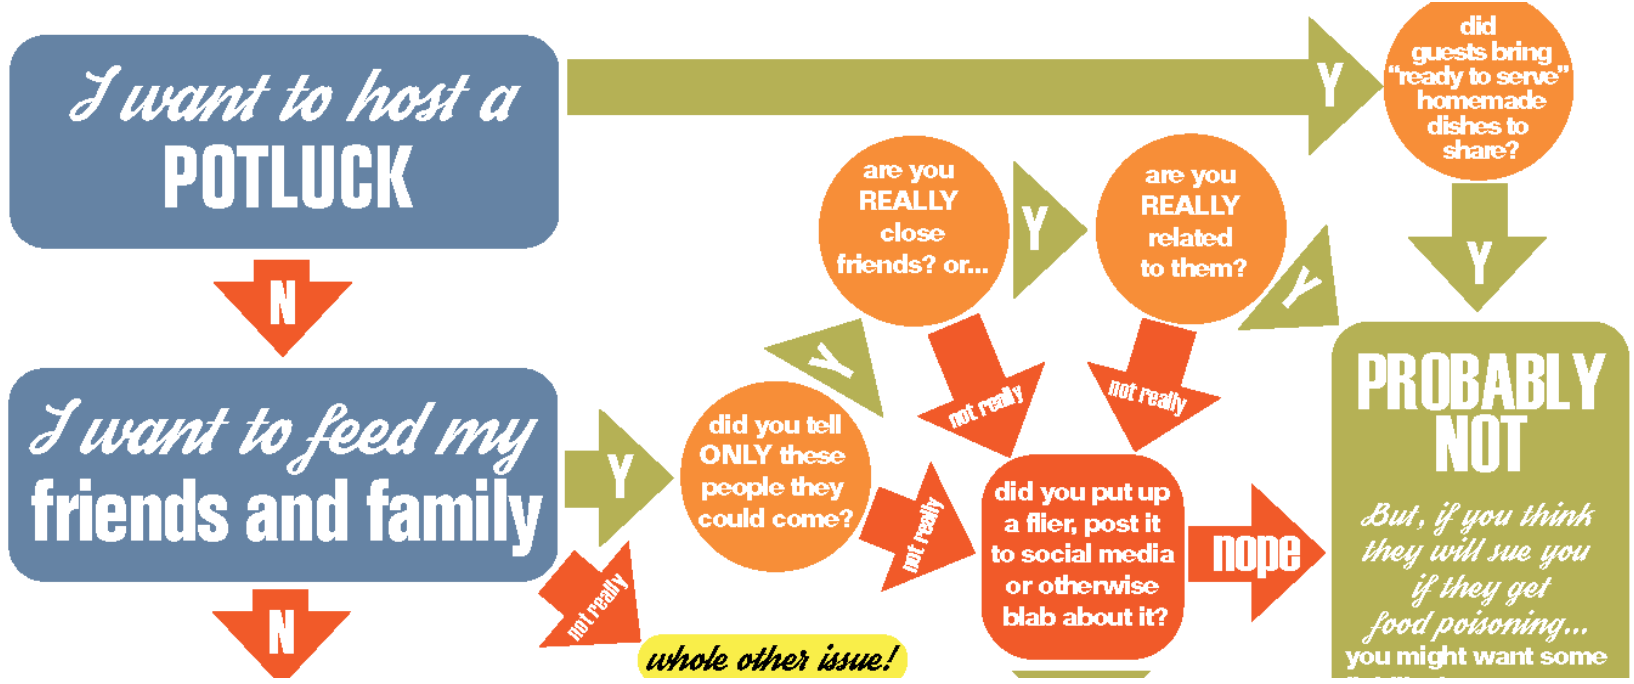 I want to host a
POTLUCK
Y
did
guests bring
"ready to serve"
homemade
dishes to
share?
Y
N
are you
REALLY
close
friends? or...
Y
are you
REALLY
related
to them?
Y
not really
not really
Y
I want to feed my
friends and family
Y
did you tell
ONLY these
people they
could come?
not really
did you put up
a flier, post it
to social media
or otherwise
blab about it?
nope
PROBABLY
NOT
But, if you think
they will sue you
if they get
food poisoning...
you might want some
N
not really
whole other issue!